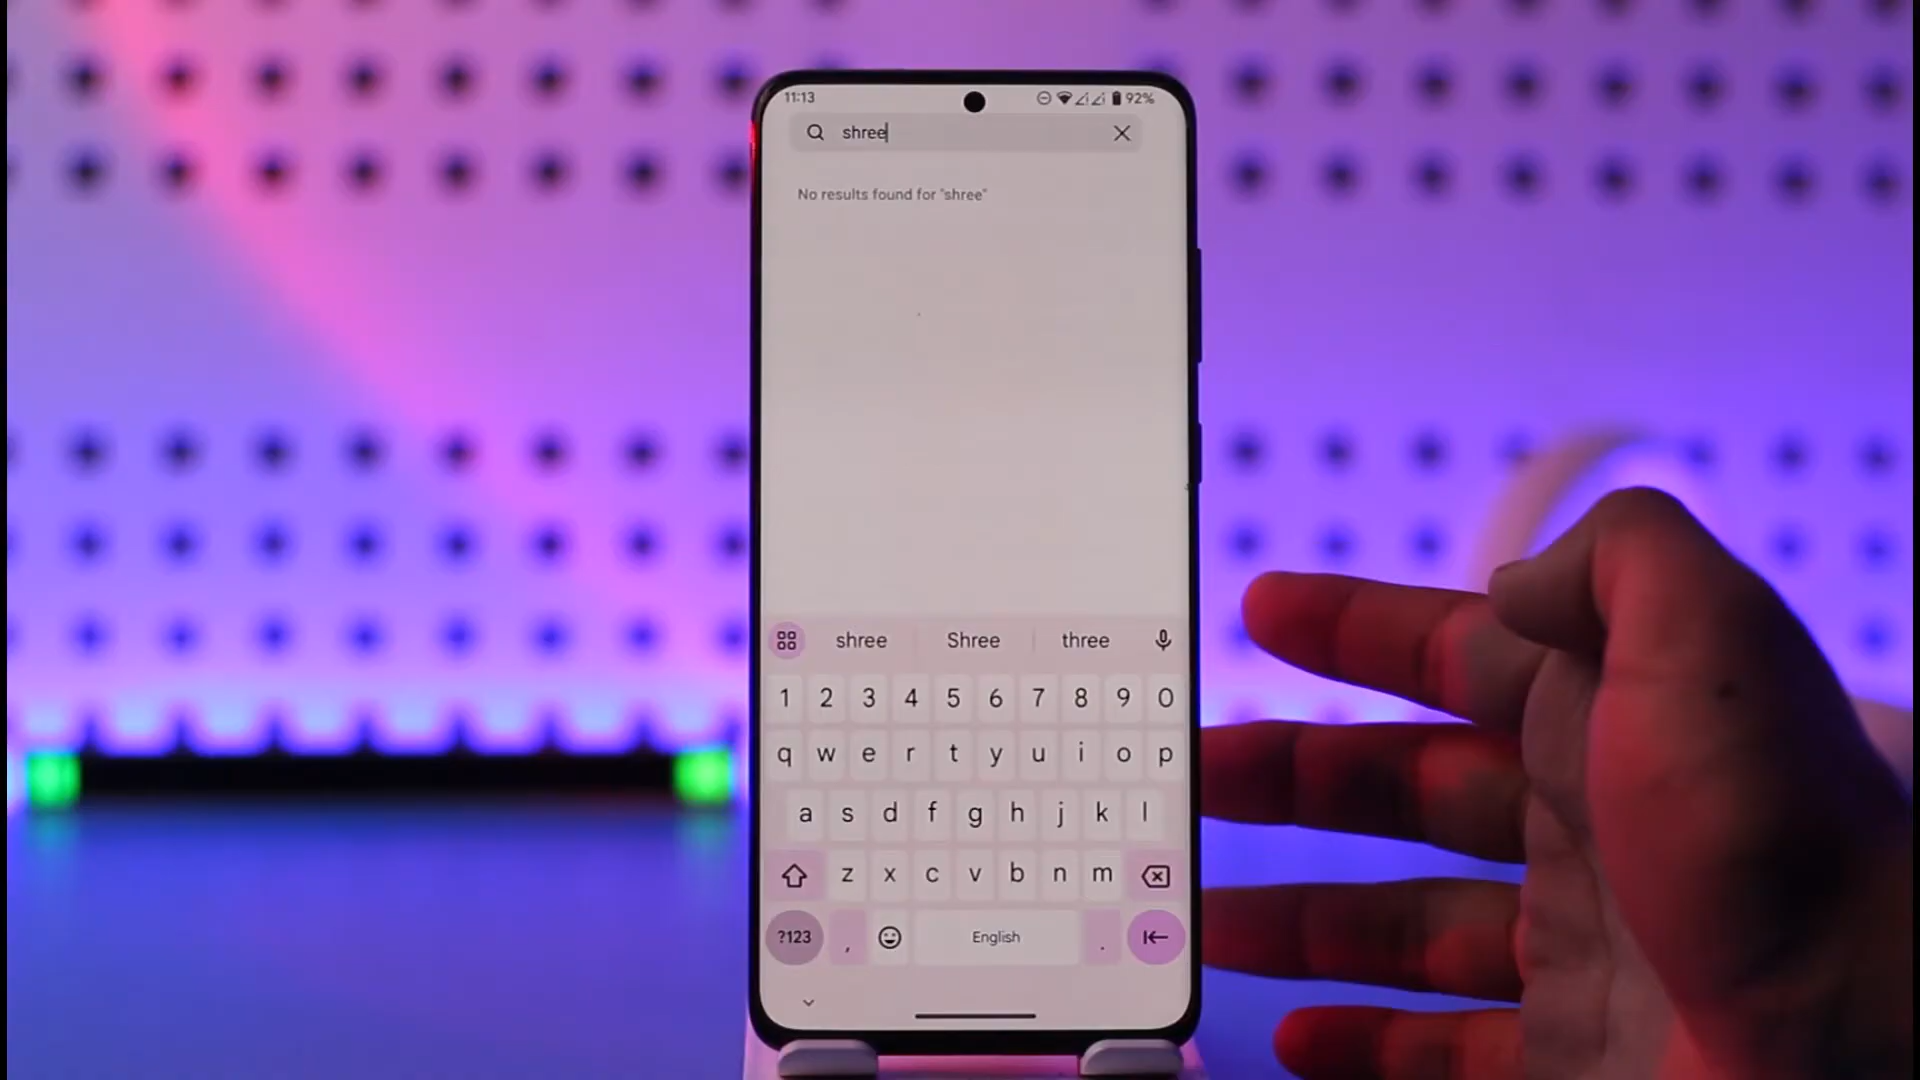 11:13 92%
shree
No results found for "shree"
shree Shree three
1 2 3 4 5 6 7 8 9 0
q w e r t y u i o p
a s d f g h j k l
z x c v b n m
?123 , English .